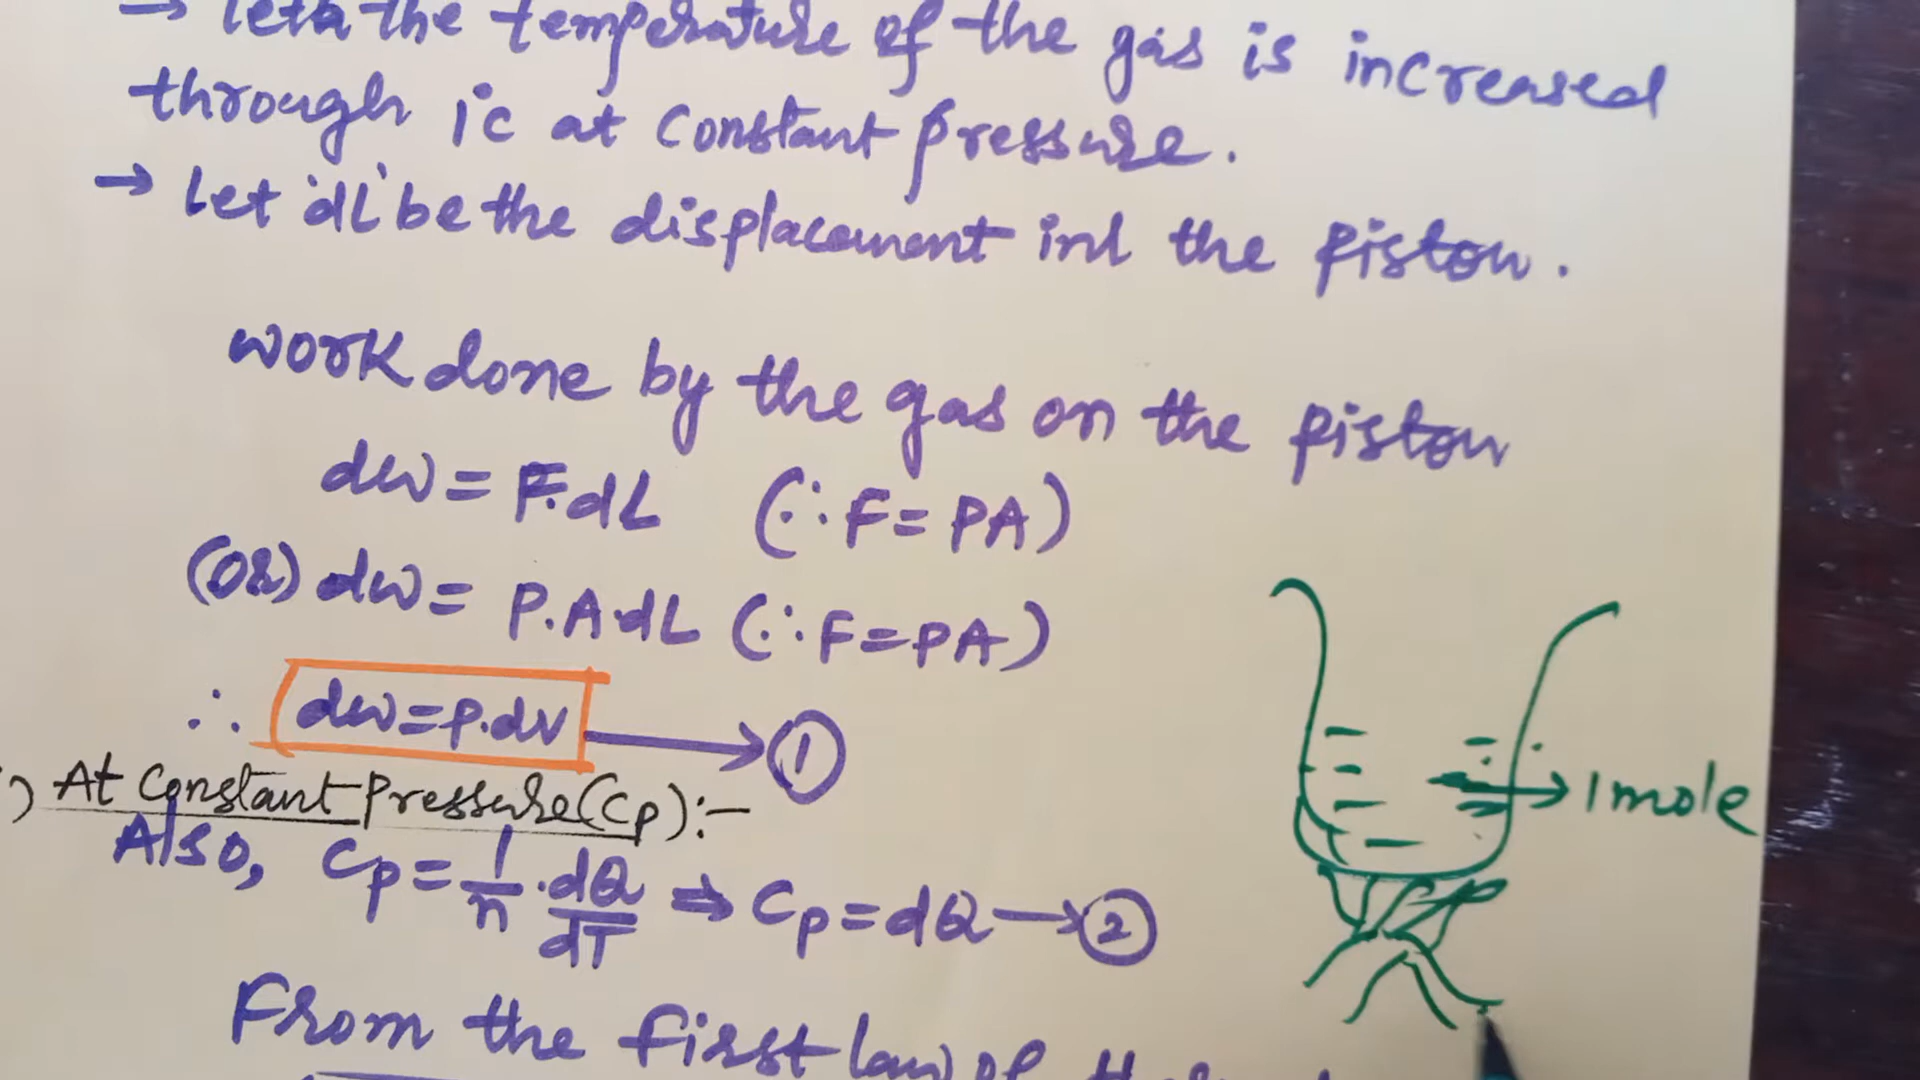 → let the temperature of the gas is increased
through 1°c at constant pressure.
→ Let 'dl' be the displacement in the piston.
work done by the gas on the piston
dw = F.dL (∵ F = PA)
(OR) dw = P.A.dL (∵ F = PA)
∴ dw = p.dv → ①
) At Constant Pressure (Cp) :-
Also, Cp = 1/n . dQ/dT ⇒ Cp = dQ → ②
→ 1 mole
From the first law of